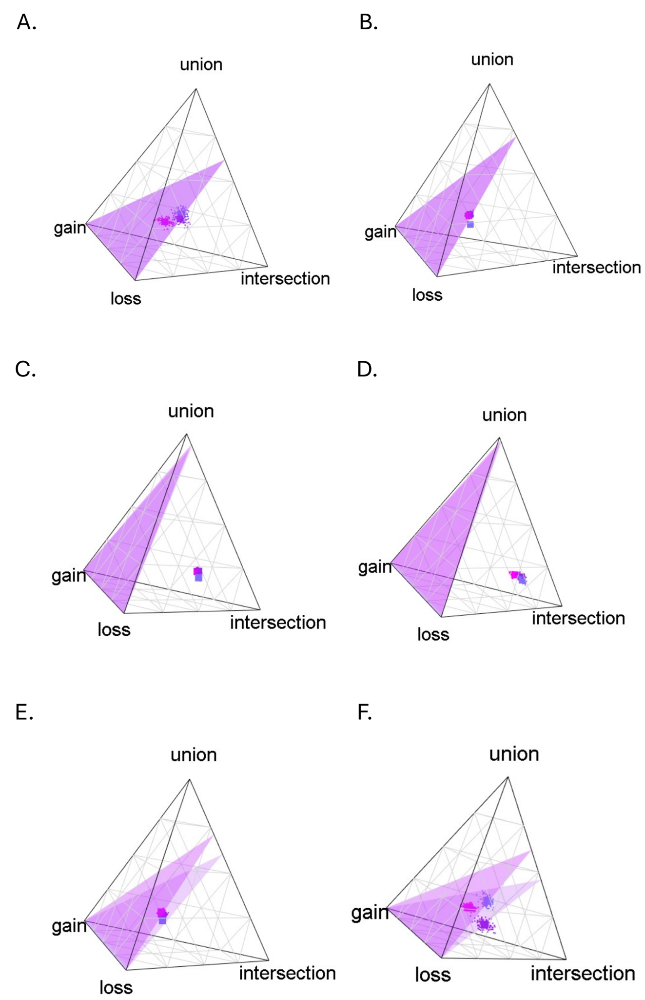 A.
B.
union
union
gain
gain
intersection
intersection
loss
loss
C.
D.
union
union
gain
gain
intersection
intersection
loss
loss
E.
F.
union
union
gain
gain
intersection
intersection
loss
loss